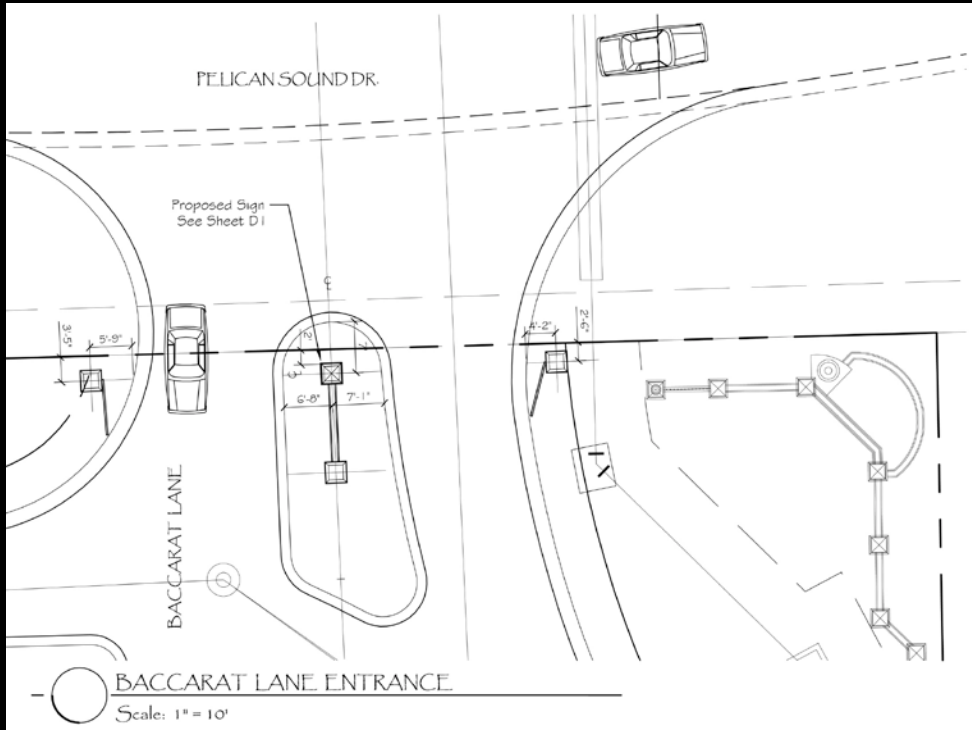 PELICAN SOUND DR.
Proposed Sign
See Sheet D1
℄
3'-5"
5'-9"
2'
4'-2"
2'-6"
6'-8"
7'-1"
BACCARAT LANE
BACCARAT LANE ENTRANCE
Scale: 1" = 10'